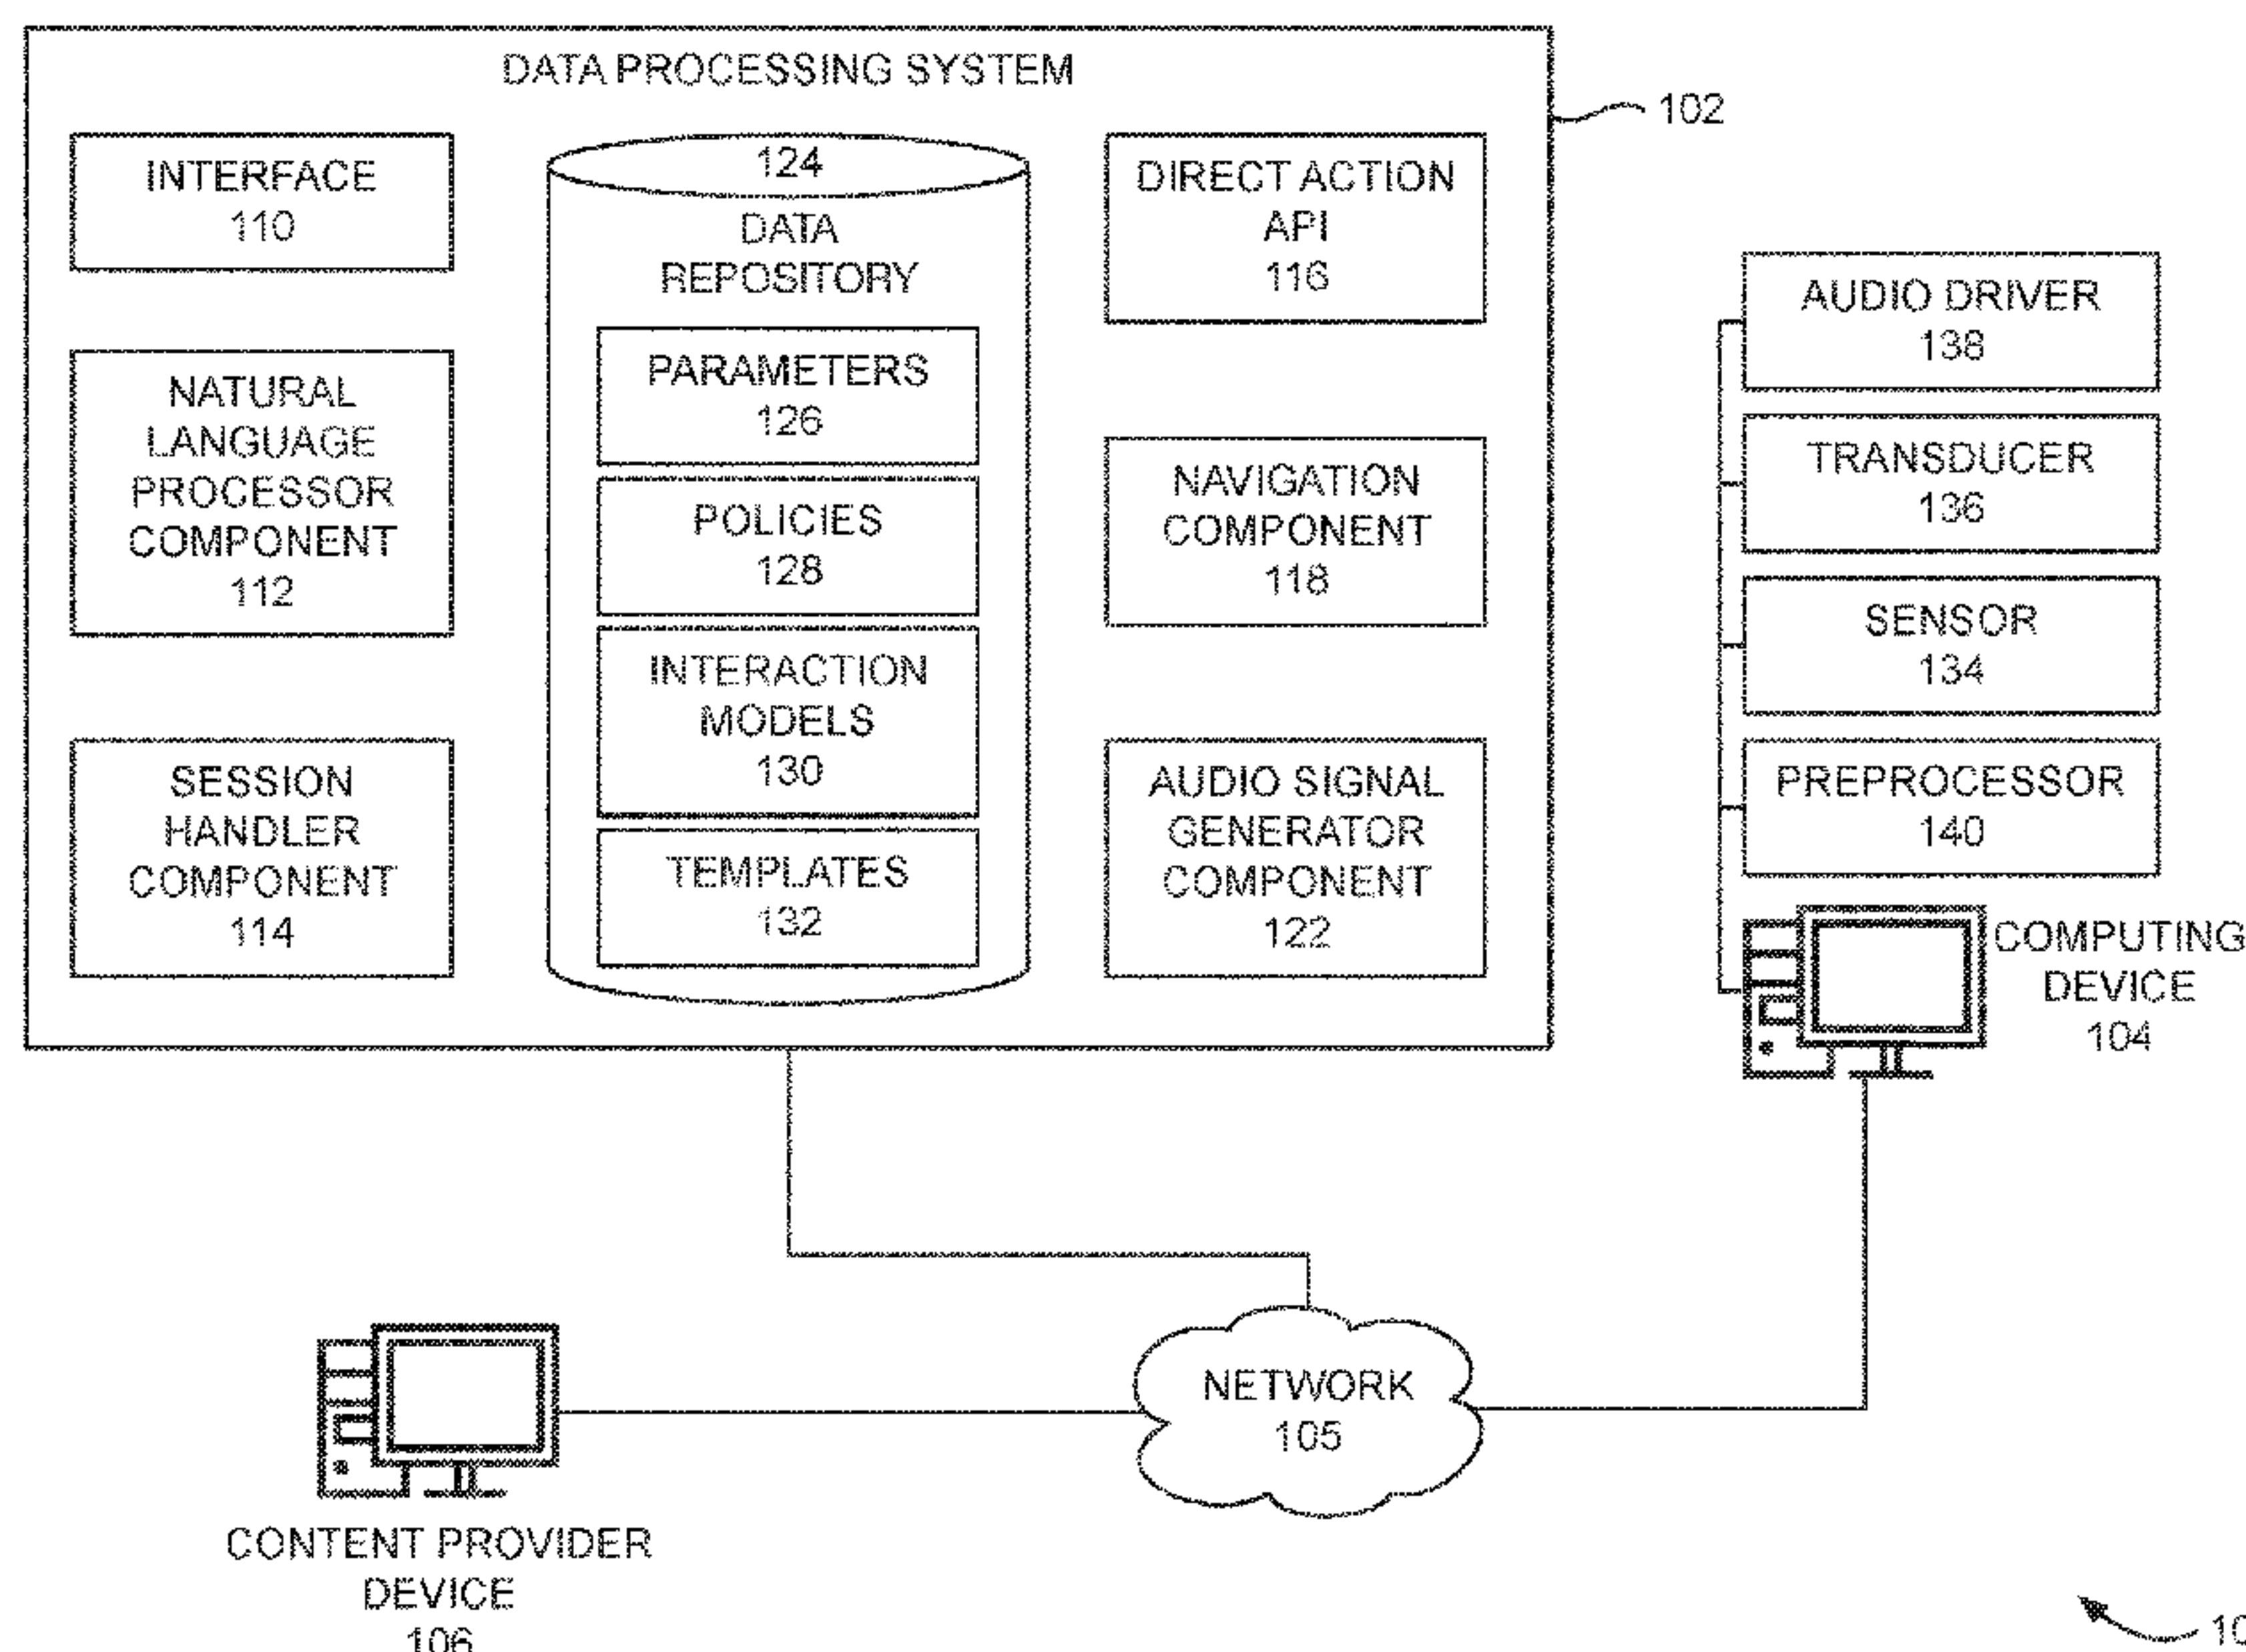 DATA PROCESSING SYSTEM
102
INTERFACE
110
NATURAL
LANGUAGE
PROCESSOR
COMPONENT
112
SESSION
HANDLER
COMPONENT
114
124
DATA
REPOSITORY
PARAMETERS
126
POLICIES
128
INTERACTION
MODELS
130
TEMPLATES
132
DIRECT ACTION
API
116
NAVIGATION
COMPONENT
118
AUDIO SIGNAL
GENERATOR
COMPONENT
122
AUDIO DRIVER
138
TRANSDUCER
136
SENSOR
134
PREPROCESSOR
140
COMPUTING
DEVICE
104
NETWORK
105
CONTENT PROVIDER
DEVICE
106